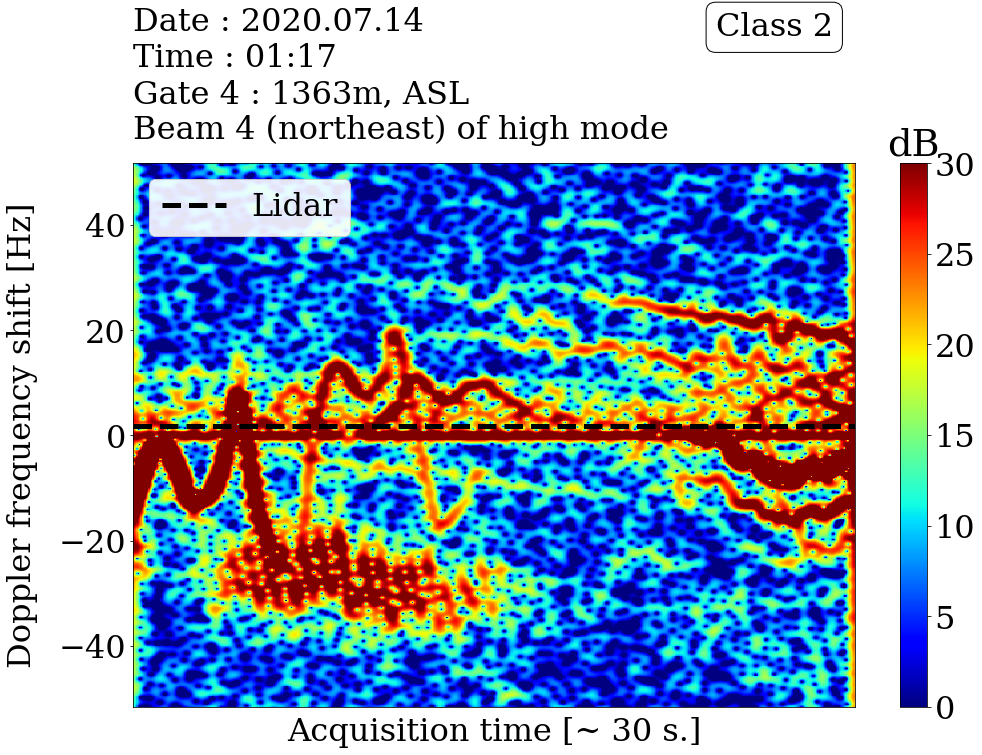 Date : 2020.07.14
Time : 01:17
Gate 4 : 1363m, ASL
Beam 4 (northeast) of high mode
Class 2
dB
Lidar
Doppler frequency shift [Hz]
40
20
0
−20
−40
Acquisition time [~ 30 s.]
30
25
20
15
10
5
0